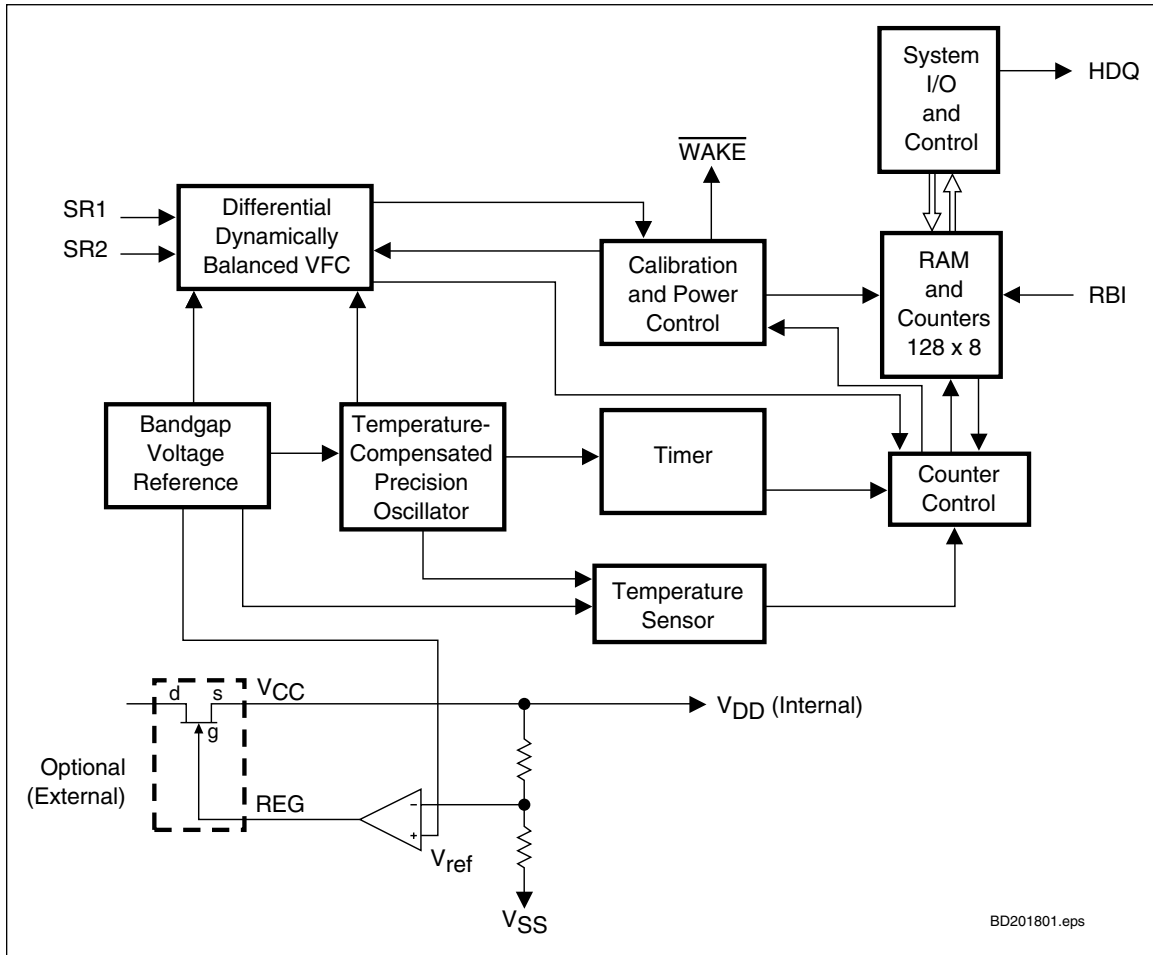 System
I/O
and
Control
HDQ
WAKE
SR1
SR2
Differential
Dynamically
Balanced VFC
Calibration
and Power
Control
RAM
and
Counters
128 x 8
RBI
Bandgap
Voltage
Reference
Temperature-
Compensated
Precision
Oscillator
Timer
Counter
Control
Temperature
Sensor
d
s
g
VCC
VDD (Internal)
Optional
(External)
REG
−
+
Vref
VSS
BD201801.eps